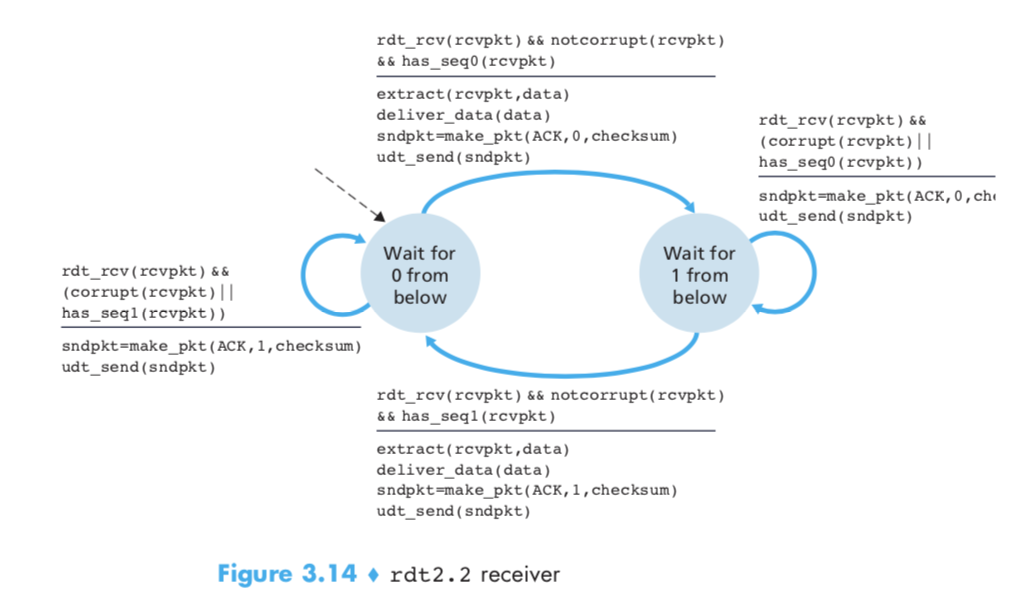 rdt_rcv(rcvpkt) && notcorrupt(rcvpkt)
&& has_seq0(rcvpkt)
extract(rcvpkt,data)
deliver_data(data)
sndpkt=make_pkt(ACK,0,checksum)
udt_send(sndpkt)
rdt_rcv(rcvpkt) &&
(corrupt(rcvpkt)||
has_seq0(rcvpkt))
sndpkt=make_pkt(ACK,0,che
udt_send(sndpkt)
Wait for
0 from
below
Wait for
1 from
below
rdt_rcv(rcvpkt) &&
(corrupt(rcvpkt)||
has_seq1(rcvpkt))
sndpkt=make_pkt(ACK,1,checksum)
udt_send(sndpkt)
rdt_rcv(rcvpkt) && notcorrupt(rcvpkt)
&& has_seq1(rcvpkt)
extract(rcvpkt,data)
deliver_data(data)
sndpkt=make_pkt(ACK,1,checksum)
udt_send(sndpkt)
Figure 3.14 ♦ rdt2.2 receiver